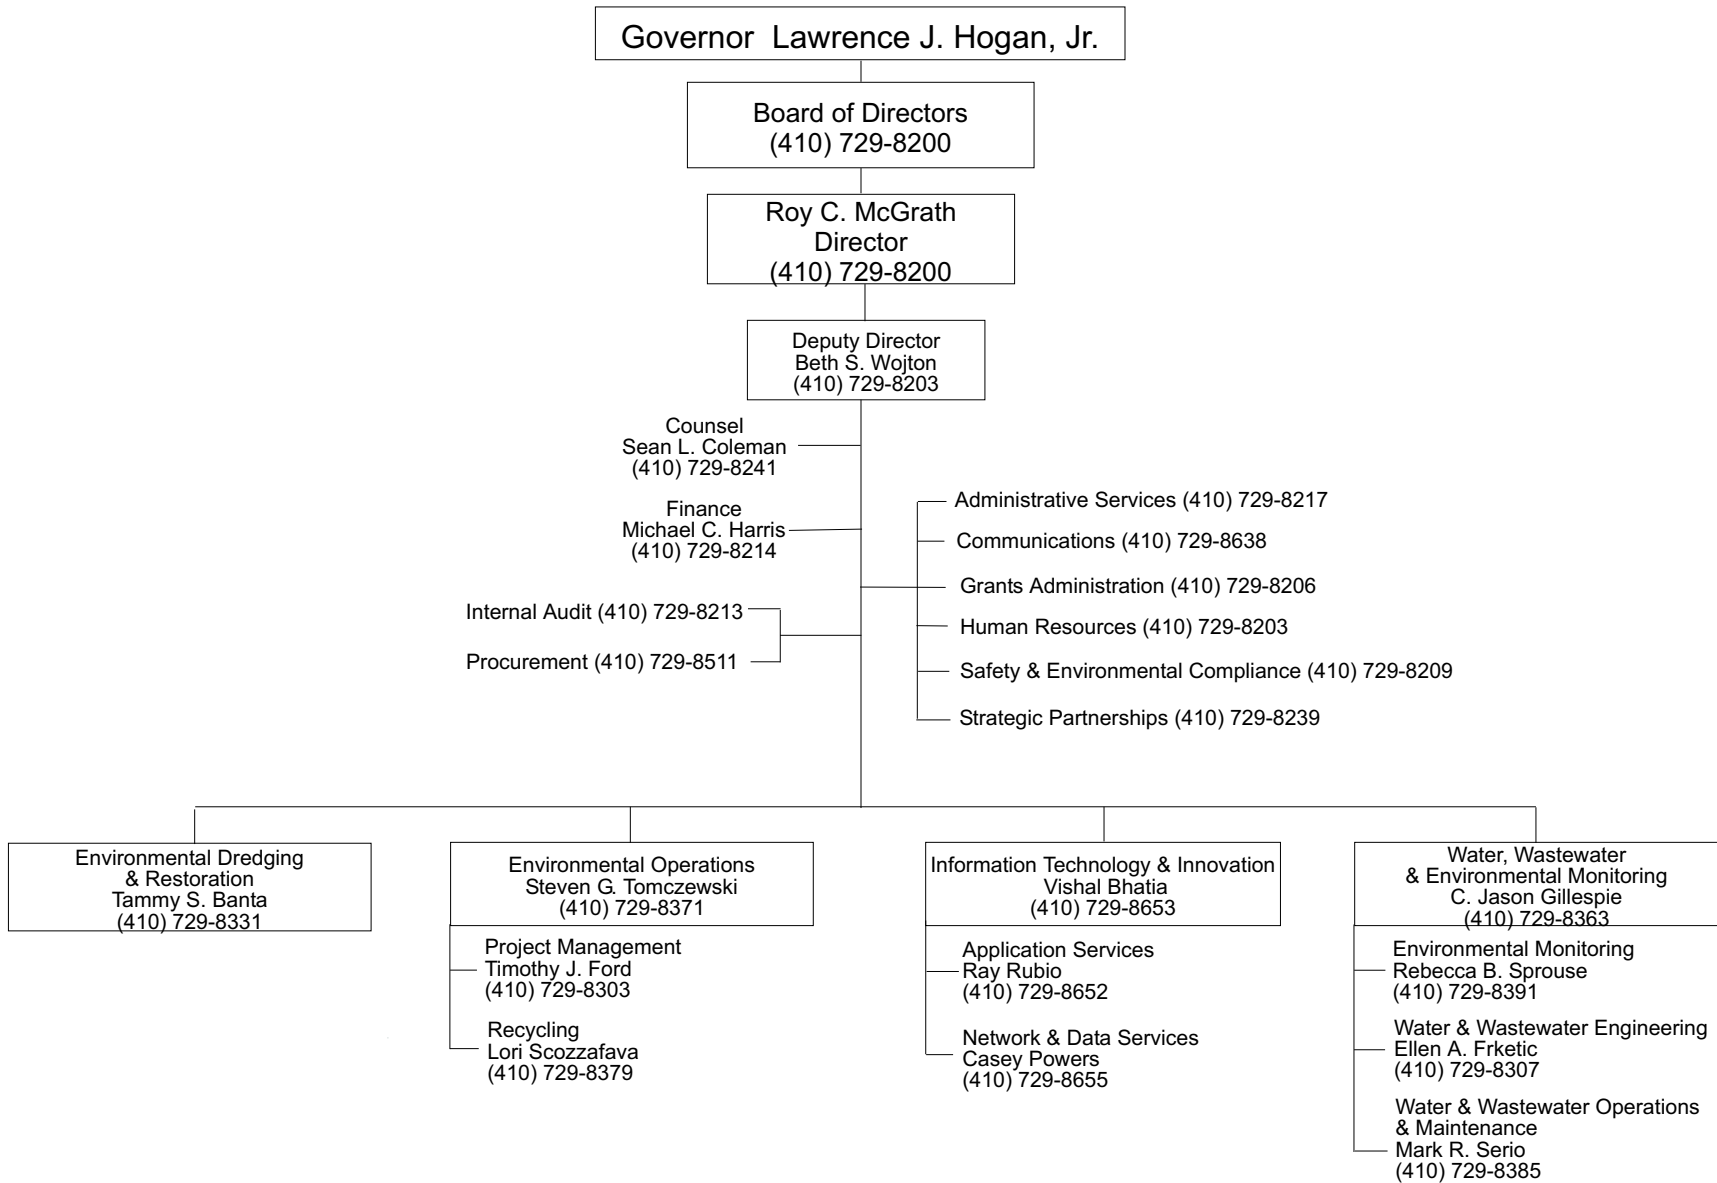 Governor Lawrence J. Hogan, Jr.
Board of Directors
(410) 729-8200
Roy C. McGrath
Director
(410) 729-8200
Deputy Director
Beth S. Wojton
(410) 729-8203
Counsel
Sean L. Coleman
(410) 729-8241
Finance
Michael C. Harris
(410) 729-8214
Internal Audit (410) 729-8213
Procurement (410) 729-8511
Administrative Services (410) 729-8217
Communications (410) 729-8638
Grants Administration (410) 729-8206
Human Resources (410) 729-8203
Safety & Environmental Compliance (410) 729-8209
Strategic Partnerships (410) 729-8239
Environmental Dredging
& Restoration
Tammy S. Banta
(410) 729-8331
Environmental Operations
Steven G. Tomczewski
(410) 729-8371
Project Management
Timothy J. Ford
(410) 729-8303
Recycling
Lori Scozzafava
(410) 729-8379
Information Technology & Innovation
Vishal Bhatia
(410) 729-8653
Application Services
Ray Rubio
(410) 729-8652
Network & Data Services
Casey Powers
(410) 729-8655
Water, Wastewater
& Environmental Monitoring
C. Jason Gillespie
(410) 729-8363
Environmental Monitoring
Rebecca B. Sprouse
(410) 729-8391
Water & Wastewater Engineering
Ellen A. Frketic
(410) 729-8307
Water & Wastewater Operations
& Maintenance
Mark R. Serio
(410) 729-8385